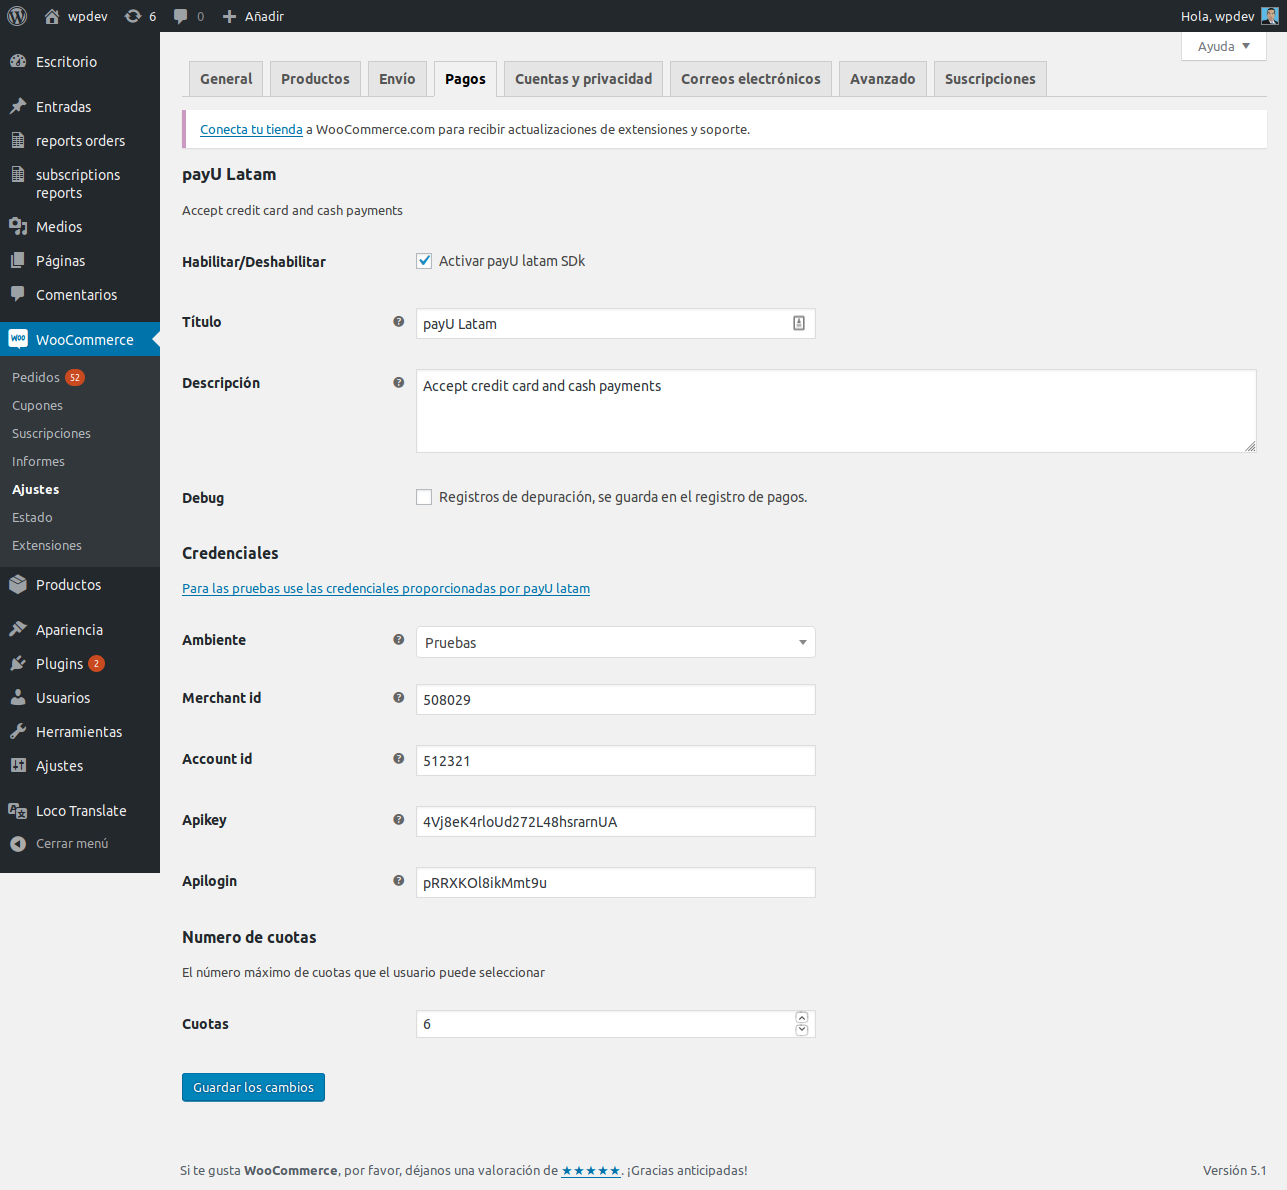 wpdev 6 0 Añadir Hola, wpdev
Ayuda
Escritorio
Entradas
reports orders
subscriptions
reports
Medios
Páginas
Comentarios
WooCommerce
Pedidos 52
Cupones
Suscripciones
Informes
Ajustes
Estado
Extensiones
Productos
Apariencia
Plugins 2
Usuarios
Herramientas
Ajustes
Loco Translate
Cerrar menú
General Productos Envío Pagos Cuentas y privacidad Correos electrónicos Avanzado Suscripciones
Conecta tu tienda a WooCommerce.com para recibir actualizaciones de extensiones y soporte.
payU Latam
Accept credit card and cash payments
Habilitar/Deshabilitar Activar payU latam SDk
Título payU Latam
Descripción Accept credit card and cash payments
Debug Registros de depuración, se guarda en el registro de pagos.
Credenciales
Para las pruebas use las credenciales proporcionadas por payU latam
Ambiente Pruebas
Merchant id 508029
Account id 512321
Apikey 4Vj8eK4rloUd272L48hsrarnUA
Apilogin pRRXKOl8ikMmt9u
Numero de cuotas
El número máximo de cuotas que el usuario puede seleccionar
Cuotas 6
Guardar los cambios
Si te gusta WooCommerce, por favor, déjanos una valoración de ★★★★★. ¡Gracias anticipadas! Versión 5.1